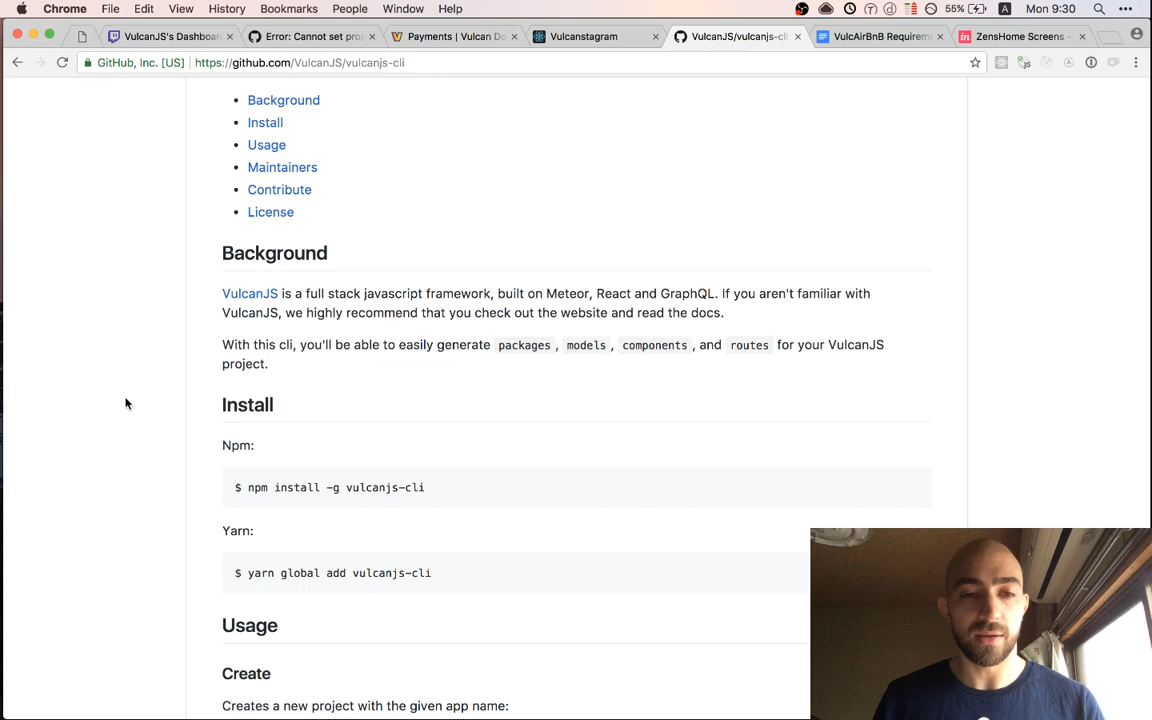 Chrome File Edit View History Bookmarks People Window Help 55% A Mon 9:30
VulcanJS's Dashboar
Error: Cannot set prop
Payments | Vulcan Do
Vulcanstagram
VulcanJS/vulcanjs-cli:
VulcAirBnB Requirem
in ZensHome Screens -
GitHub, Inc. [US] https://github.com/VulcanJS/vulcanjs-cli
Background
Install
Usage
Maintainers
Contribute
License
Background
VulcanJS is a full stack javascript framework, built on Meteor, React and GraphQL. If you aren't familiar with
VulcanJS, we highly recommend that you check out the website and read the docs.
With this cli, you'll be able to easily generate packages, models, components, and routes for your VulcanJS
project.
Install
Npm:
$ npm install -g vulcanjs-cli
Yarn:
$ yarn global add vulcanjs-cli
Usage
Create
Creates a new project with the given app name: